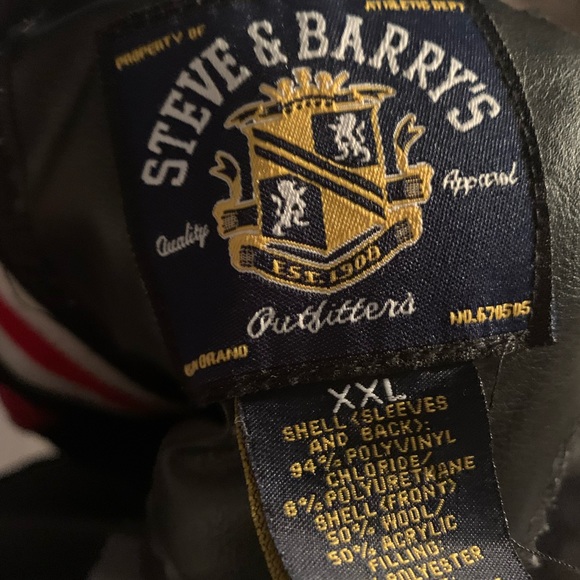 PROPERTY OF
ATHLETIC DEPT
STEVE & BARRY'S
Quality
Apparel
EST. 1900
Outfitters
NO.670505
BRAND
XXL
SHELL (SLEEVES
AND BACK):
94% POLYVINYL
CHLORIDE/
6% POLYURETHANE
SHELL (FRONT)
50% WOOL/
50% ACRYLIC
FILLING
POLYESTER